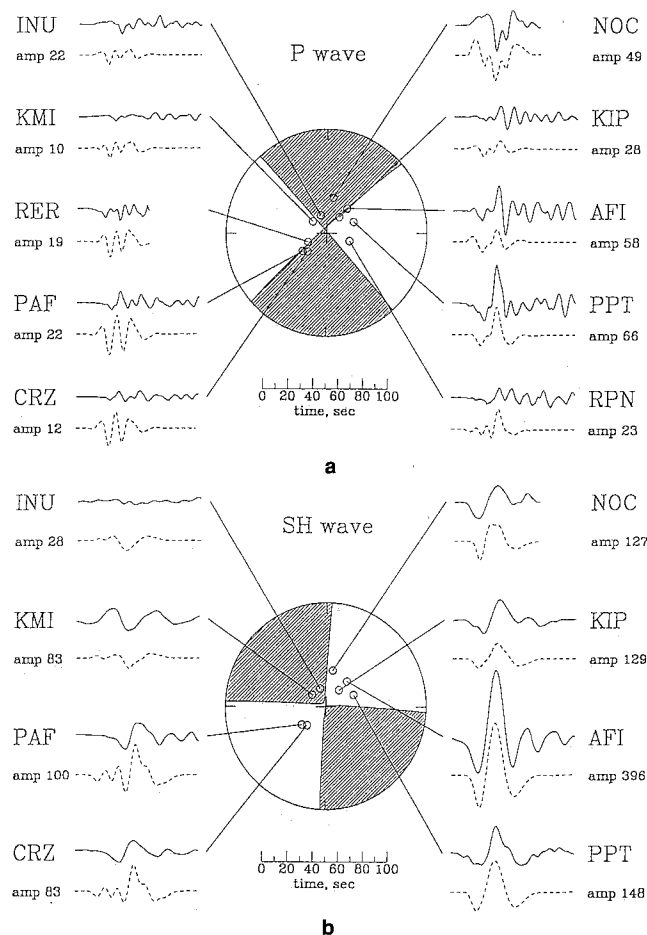 INU
amp 22
P wave
NOC
amp 49
KMI
amp 10
KIP
amp 28
RER
amp 19
AFI
amp 58
PAF
amp 22
PPT
amp 66
CRZ
amp 12
0 20 40 60 80 100
time, sec
RPN
amp 23
a
INU
amp 28
SH wave
NOC
amp 127
KMI
amp 83
KIP
amp 129
PAF
amp 100
AFI
amp 396
CRZ
amp 83
0 20 40 60 80 100
time, sec
PPT
amp 148
b